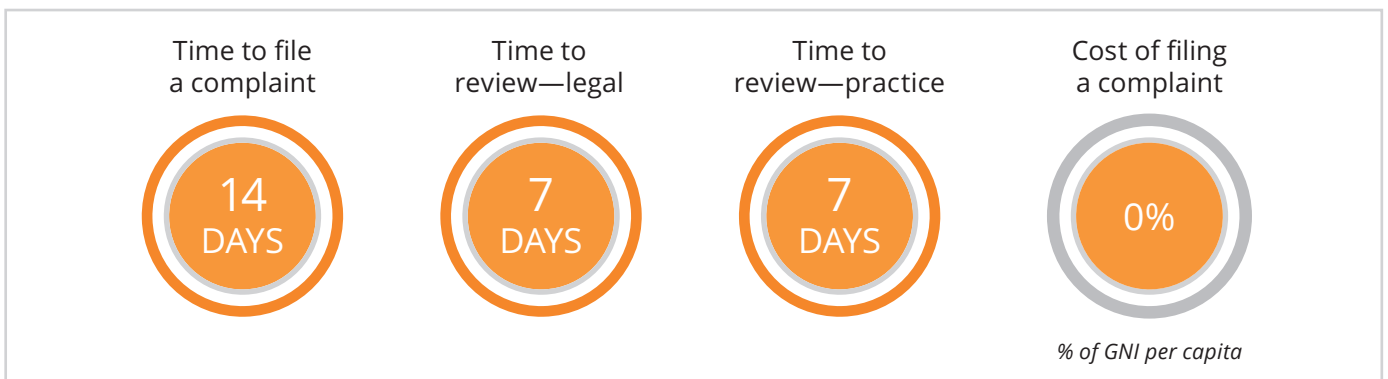 Time to file
a complaint
Time to
review—legal
Time to
review—practice
Cost of filing
a complaint
14
DAYS
7
DAYS
7
DAYS
0%
% of GNI per capita